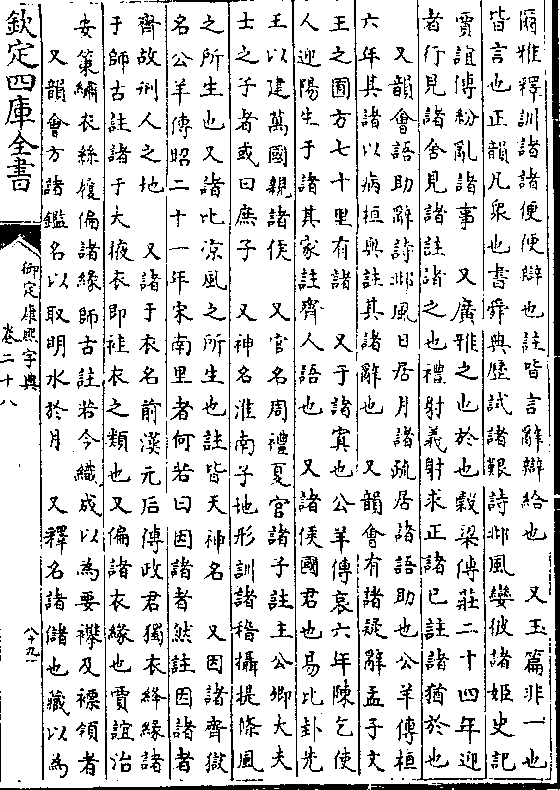 爾雅釋訓諸諸便便辯也註皆言辭辯給也　又玉篇非一也
皆言也正韻凡衆也書舜典歷試諸艱詩邶風孌彼諸姬史記
賈誼傳紛亂諸事　又廣雅之也於也穀梁傳莊二十四年迎
者行見諸舍見諸註諸之也禮射義射求正諸已註諸猶於也
又韻會語助辭詩邶風日居月諸疏居諸語助也公羊傳桓
六年其諸以病桓與註其諸辭也　又韻會有諸疑辭孟子文
王之囿方七十里有諸　又于諸寘也公羊傳哀六年陳乞使
人迎陽生于諸其家註齊人語也　又諸侯國君也易比卦先
王以建萬國親諸侯　又官名周禮夏官諸子註主公卿大夫
士之子者或曰庶子　又神名淮南子地形訓諸稽攝提條風
之所生也又諸比凉風之所生也註皆天神名　又因諸齊獄
名公羊傳昭二十一年宋南里者何若曰因諸者然註因諸者
齊故刑人之地　又諸于衣名前漢元后傳政君獨衣絳緣諸
于師古註諸于大掖衣即袿衣之類也又偏諸衣緣也賈誼治
安策繡衣絲履偏諸緣師古註若今織成以為要襻及褾領者
又韻會方諸鑑名以取明水於月　又釋名諸儲也藏以為
欽定四庫全書
御定康熙字典
卷二十八
八十九